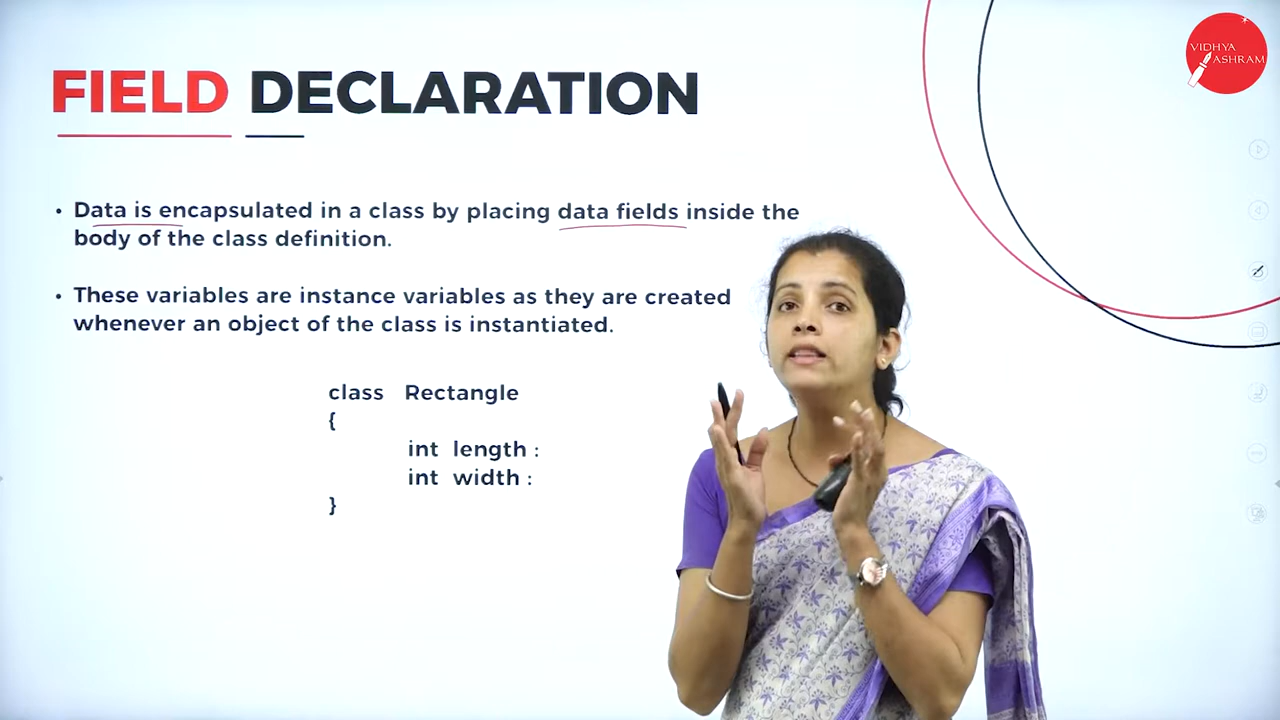 VIDHYA
ASHRAM
FIELD DECLARATION
• Data is encapsulated in a class by placing data fields inside the
body of the class definition.
• These variables are instance variables as they are created
whenever an object of the class is instantiated.
class Rectangle
{
int length :
int width :
}